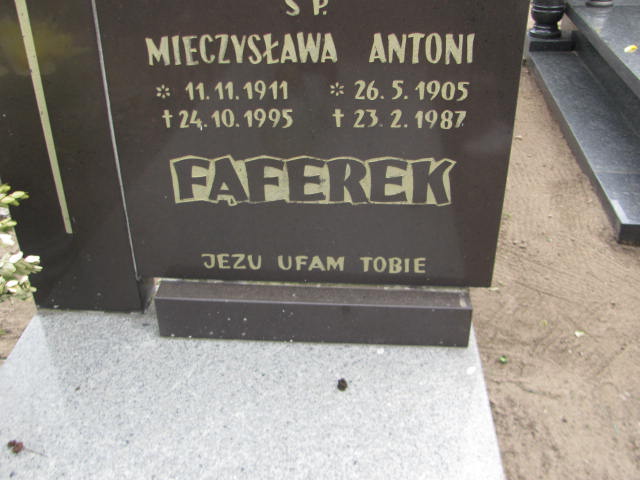 Ś P.
MIECZYSŁAWA ANTONI
* 11.11.1911 * 26.5.1905
† 24.10.1995 † 23.2.1987
FĄFEREK
JEZU UFAM TOBIE